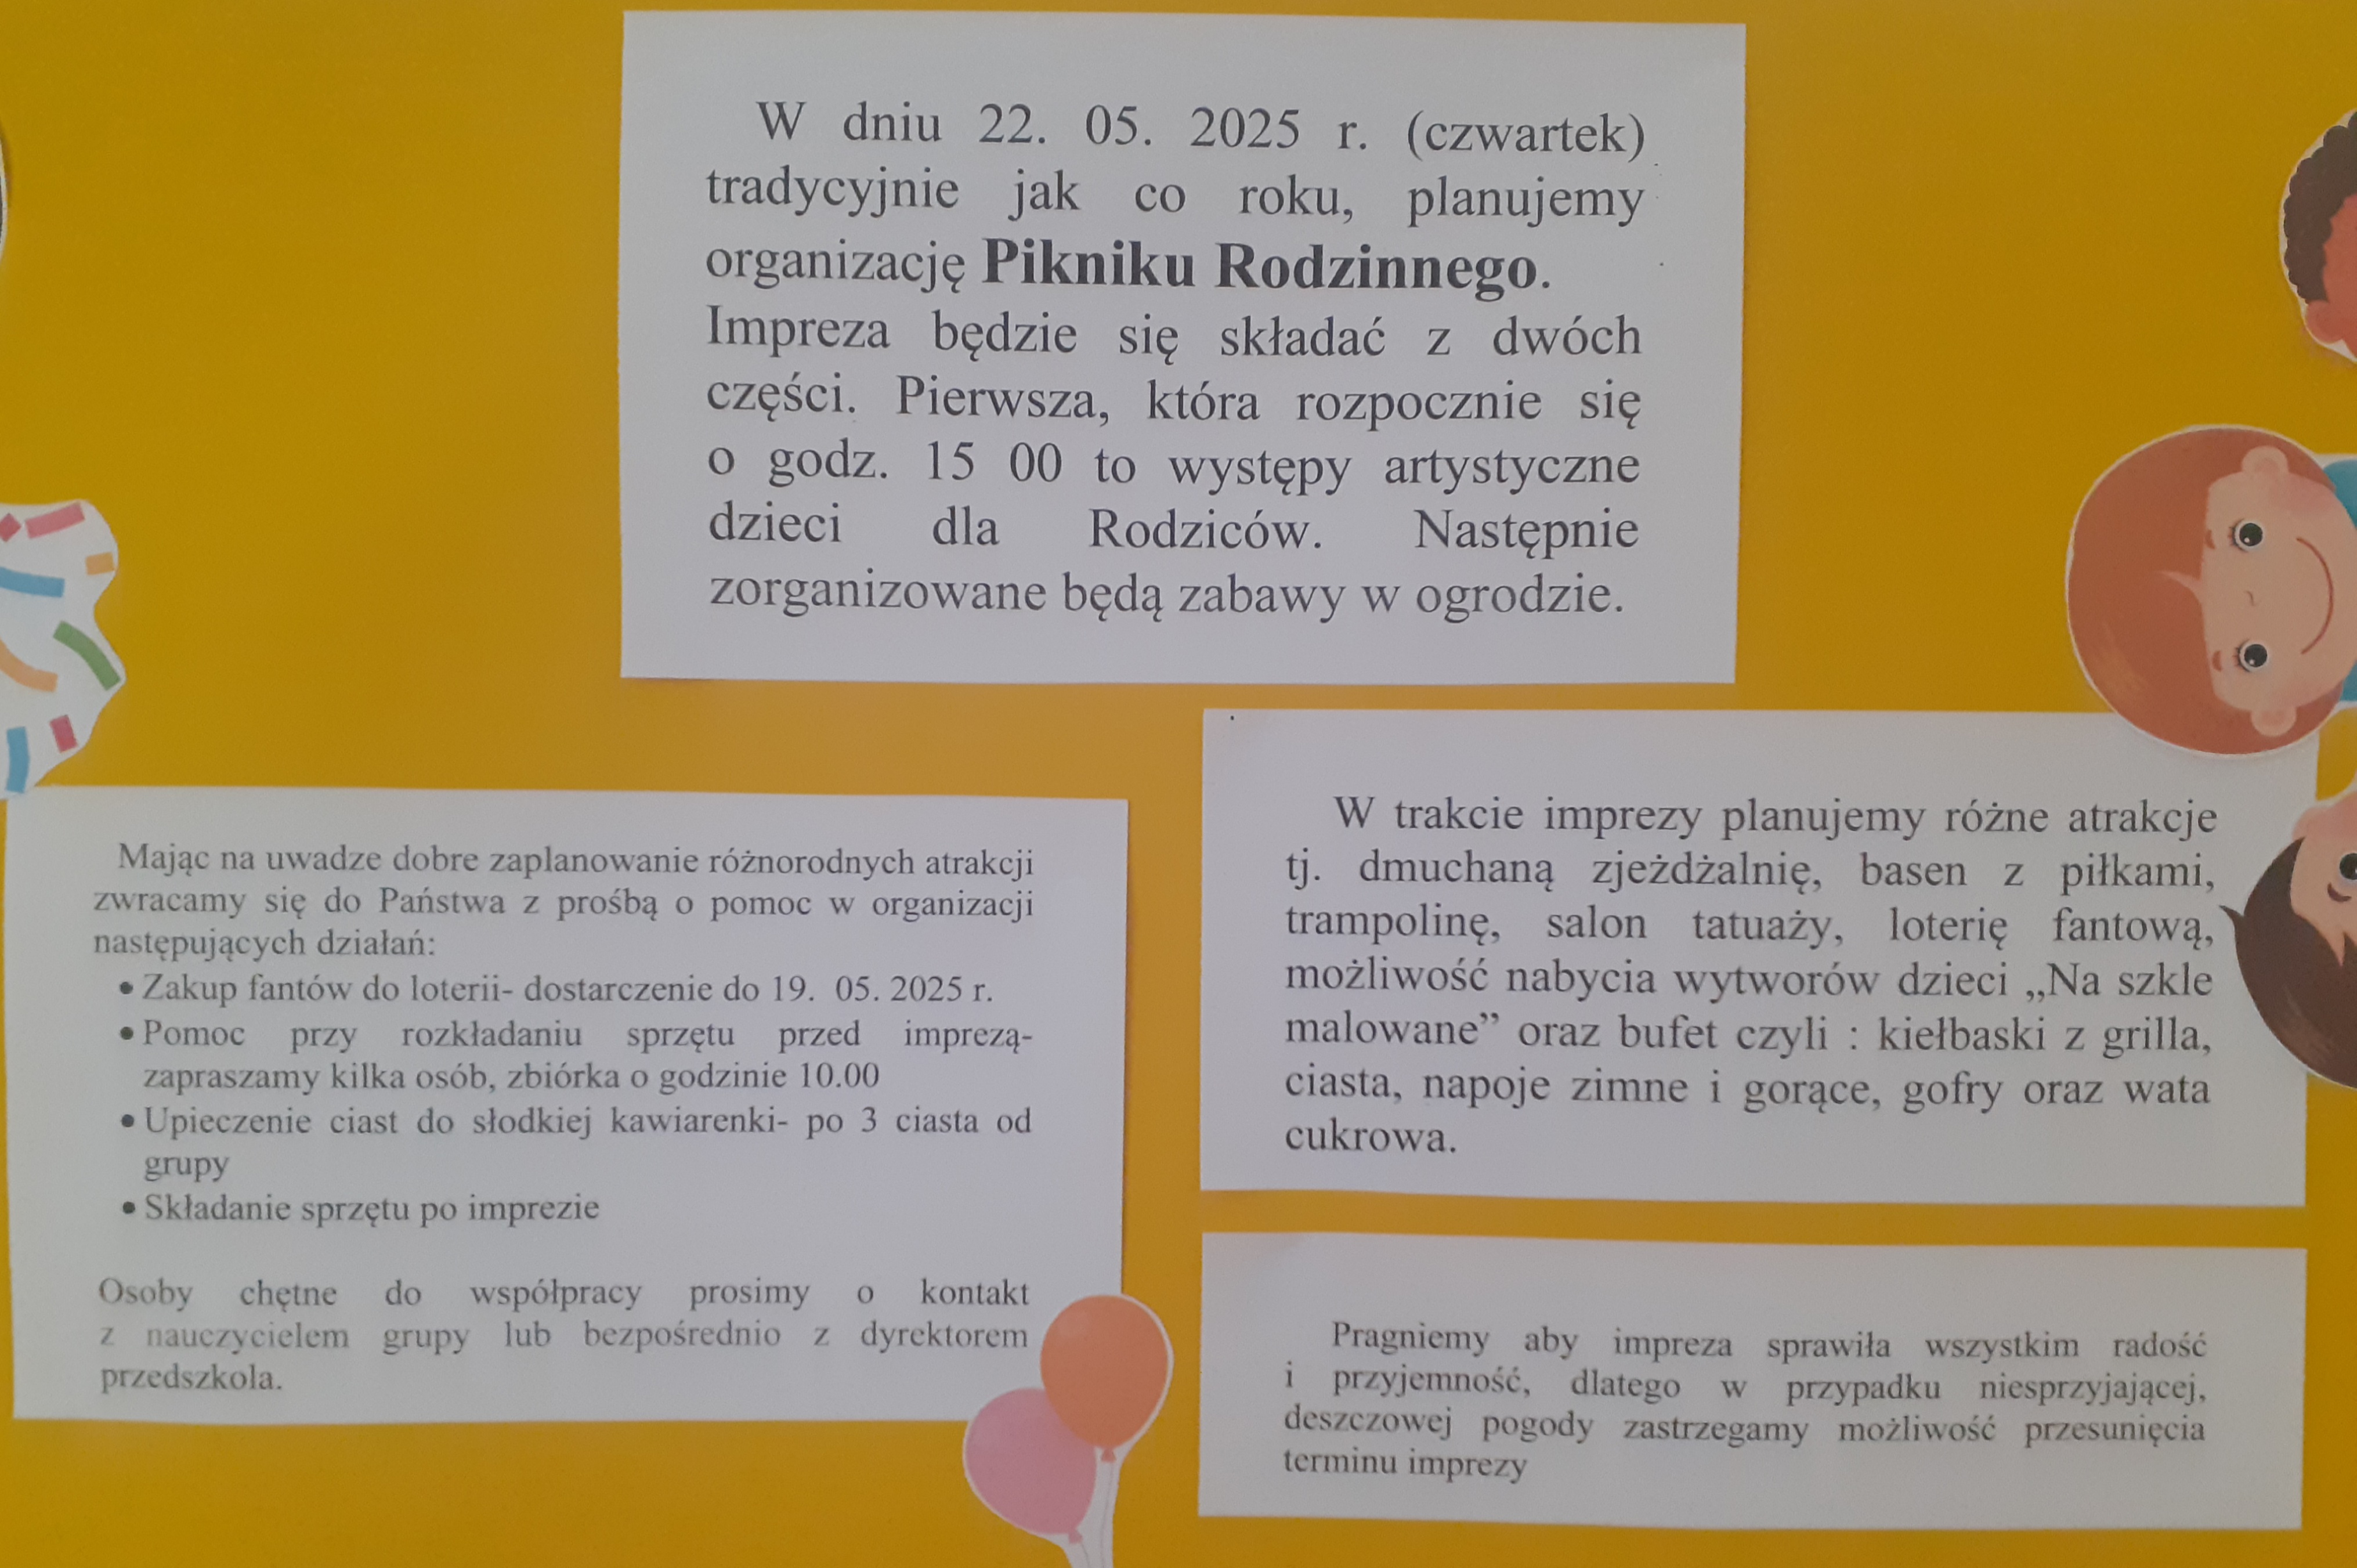 W dniu 22. 05. 2025 r. (czwartek)
tradycyjnie jak co roku, planujemy
organizację Pikniku Rodzinnego.
Impreza będzie się składać z dwóch
części. Pierwsza, która rozpocznie się
o godz. 15 00 to występy artystyczne
dzieci dla Rodziców. Następnie
zorganizowane będą zabawy w ogrodzie.
Mając na uwadze dobre zaplanowanie różnorodnych atrakcji
zwracamy się do Państwa z prośbą o pomoc w organizacji
następujących działań:
• Zakup fantów do loterii- dostarczenie do 19. 05. 2025 r.
• Pomoc przy rozkładaniu sprzętu przed imprezą-
zapraszamy kilka osób, zbiórka o godzinie 10.00
• Upieczenie ciast do słodkiej kawiarenki- po 3 ciasta od
grupy
• Składanie sprzętu po imprezie
Osoby chętne do współpracy prosimy o kontakt
z nauczycielem grupy lub bezpośrednio z dyrektorem
przedszkola.
W trakcie imprezy planujemy różne atrakcje
tj. dmuchaną zjeżdżalnię, basen z piłkami,
trampolinę, salon tatuaży, loterię fantową,
możliwość nabycia wytworów dzieci „Na szkle
malowane” oraz bufet czyli : kiełbaski z grilla,
ciasta, napoje zimne i gorące, gofry oraz wata
cukrowa.
Pragniemy aby impreza sprawiła wszystkim radość
i przyjemność, dlatego w przypadku niesprzyjającej,
deszczowej pogody zastrzegamy możliwość przesunięcia
terminu imprezy